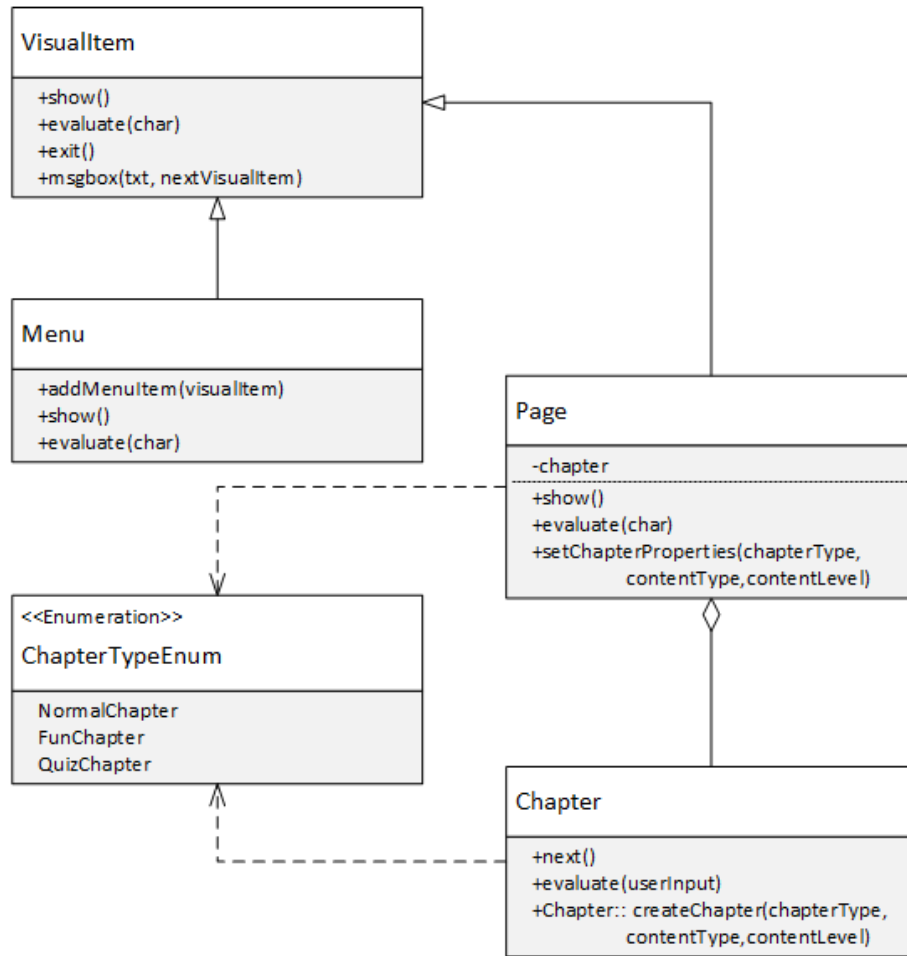 VisualItem
+show()
+evaluate(char)
+exit()
+msgbox(txt, nextVisualItem)
Menu
+addMenuItem(visualItem)
+show()
+evaluate(char)
Page
-chapter
+show()
+evaluate(char)
+setChapterProperties(chapterType,
contentType,contentLevel)
<<Enumeration>>
ChapterTypeEnum
NormalChapter
FunChapter
QuizChapter
Chapter
+next()
+evaluate(userInput)
+Chapter:: createChapter(chapterType,
contentType,contentLevel)